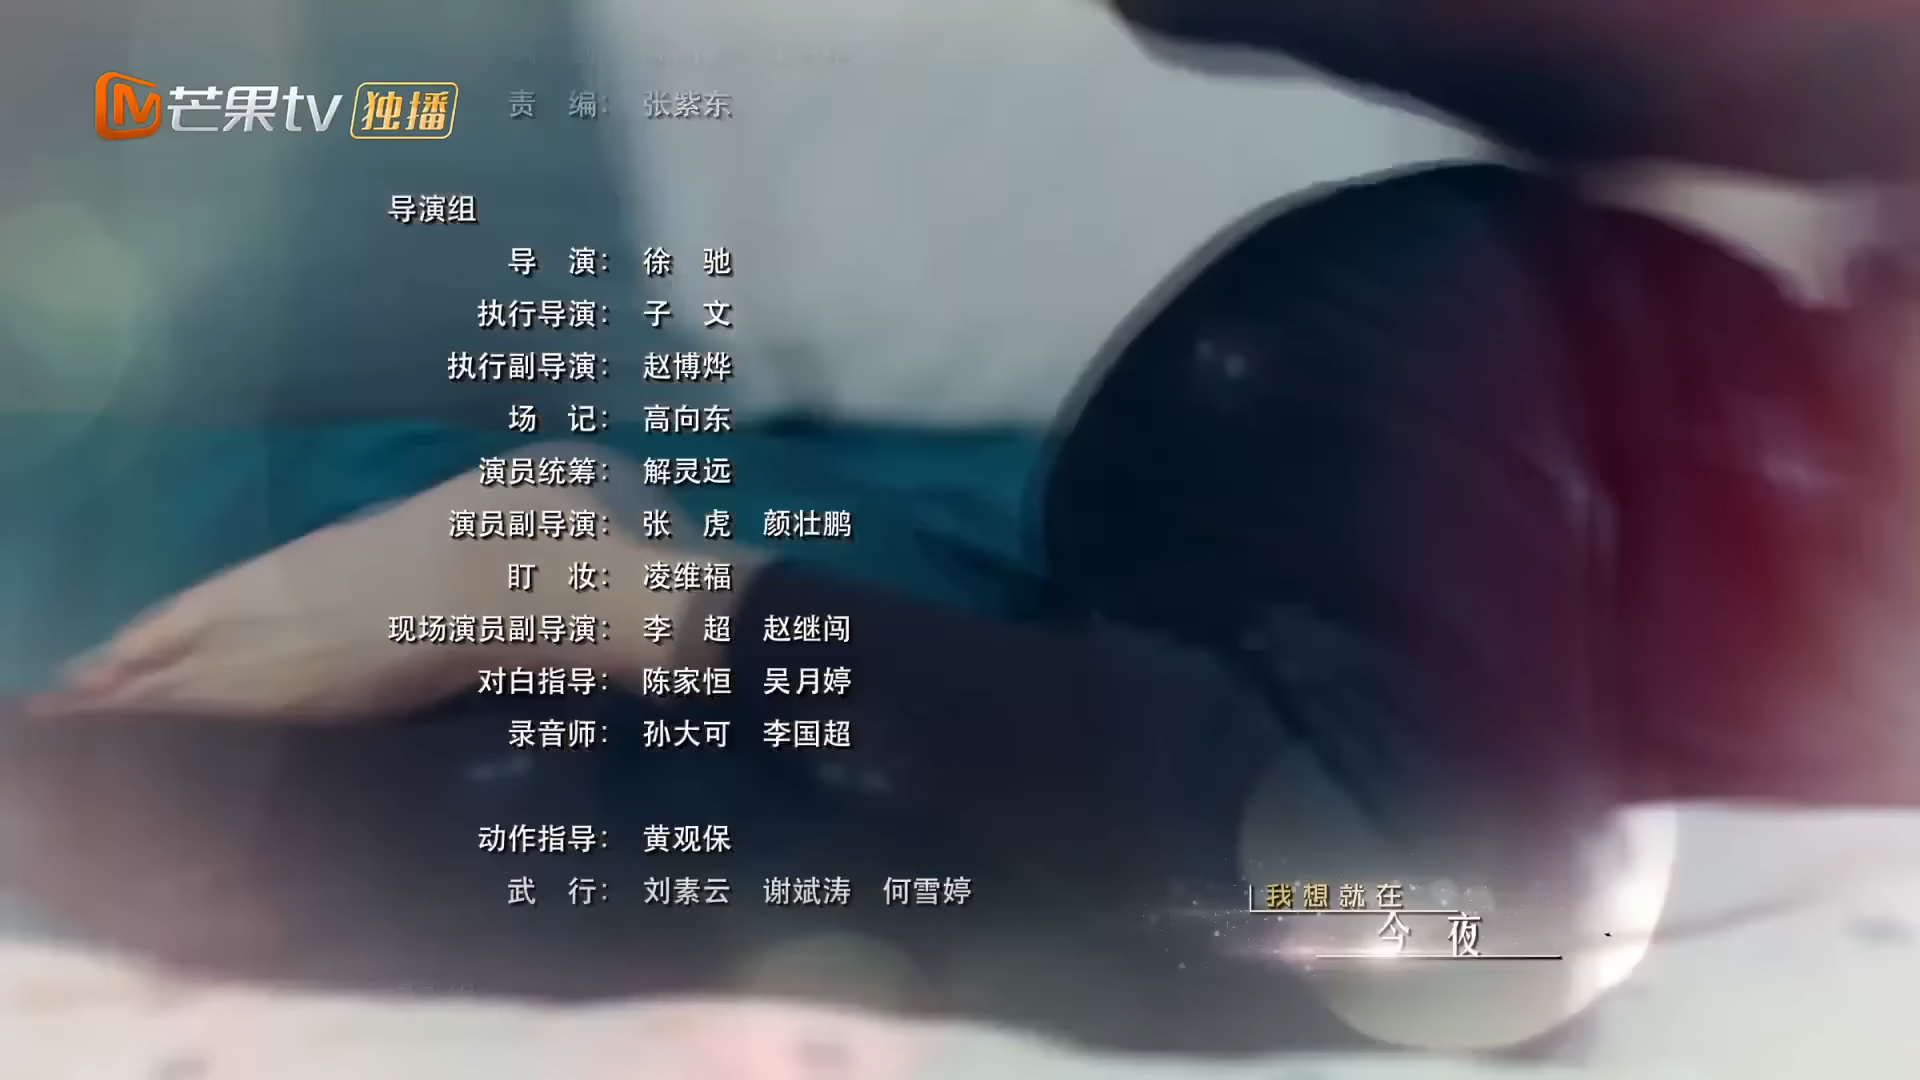 芒果tv 独播
责 编： 张紫东
导演组
导 演： 徐 驰
执行导演： 子 文
执行副导演： 赵博烨
场 记： 高向东
演员统筹： 解灵远
演员副导演： 张 虎 颜壮鹏
盯 妆： 凌维福
现场演员副导演： 李 超 赵继闯
对白指导： 陈家恒 吴月婷
录音师： 孙大可 李国超
动作指导： 黄观保
武 行： 刘素云 谢斌涛 何雪婷
我想就在
今夜